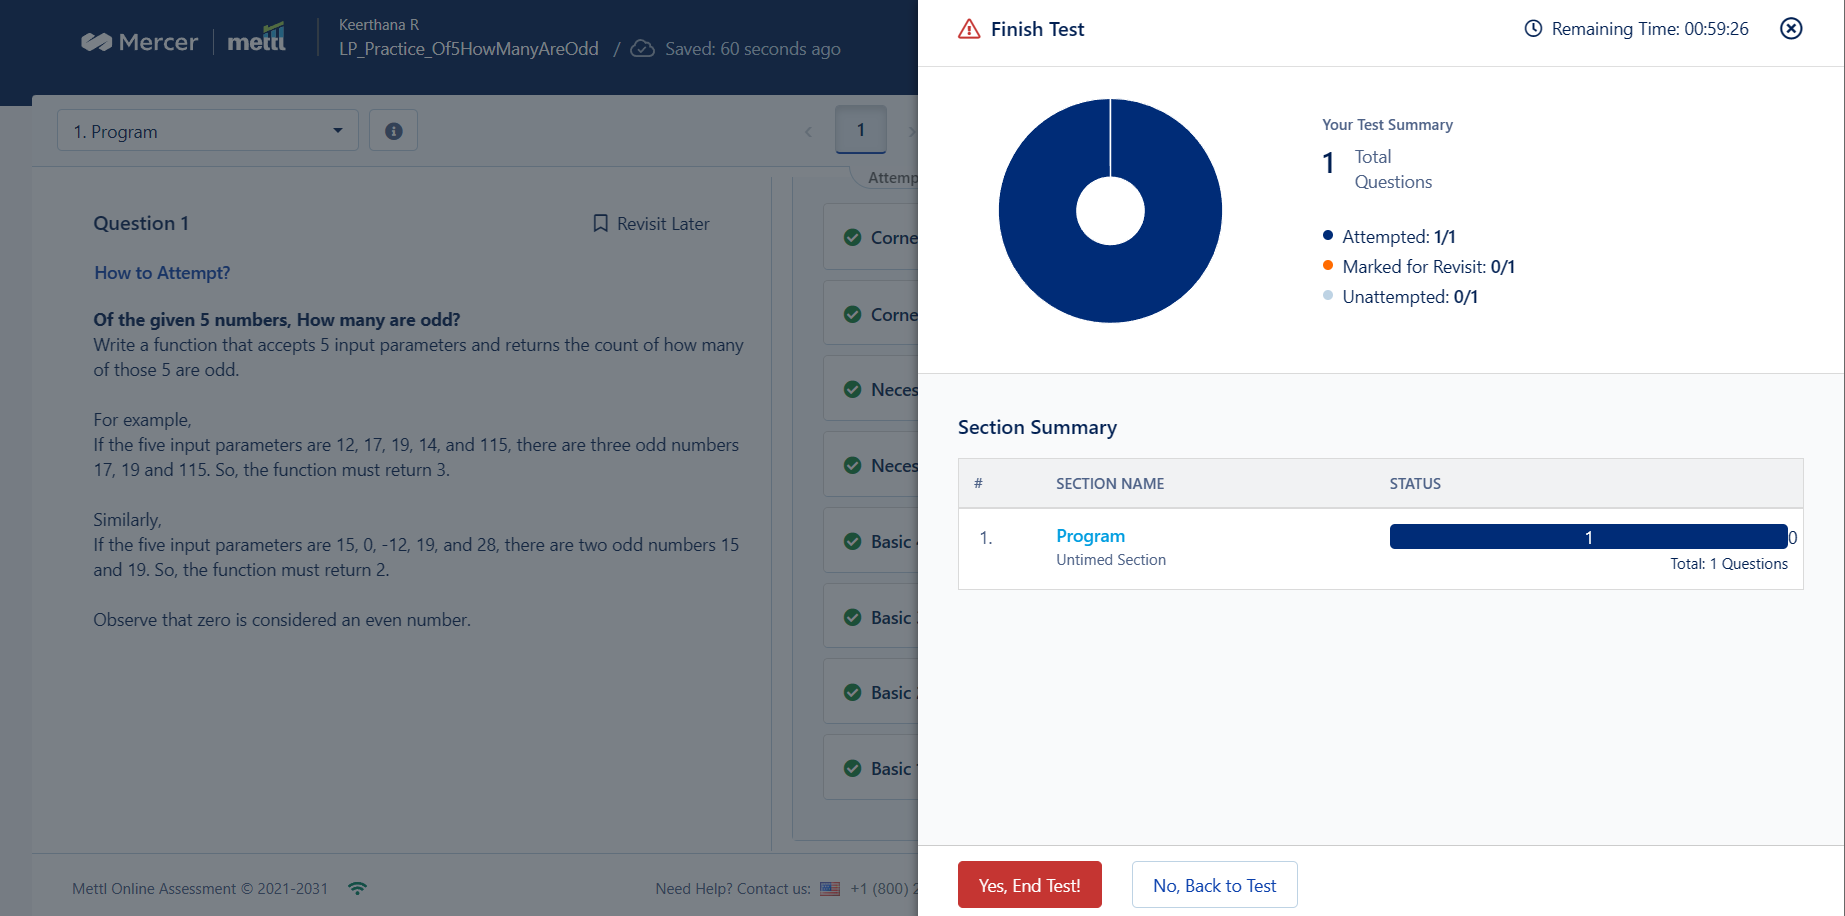 Mercer
mettl
Keerthana R
LP_Practice_Of5HowManyAreOdd / Saved: 60 seconds ago
1. Program
1
Attemp
Question 1
Revisit Later
How to Attempt?
Of the given 5 numbers, How many are odd?
Write a function that accepts 5 input parameters and returns the count of how many
of those 5 are odd.
For example,
If the five input parameters are 12, 17, 19, 14, and 115, there are three odd numbers
17, 19 and 115. So, the function must return 3.
Similarly,
If the five input parameters are 15, 0, -12, 19, and 28, there are two odd numbers 15
and 19. So, the function must return 2.
Observe that zero is considered an even number.
Corne
Corne
Neces
Neces
Basic
Basic
Basic
Basic
Mettl Online Assessment © 2021-2031
Need Help? Contact us: +1 (800) 2
Finish Test
Remaining Time: 00:59:26
Your Test Summary
1 Total
Questions
Attempted: 1/1
Marked for Revisit: 0/1
Unattempted: 0/1
Section Summary
# SECTION NAME STATUS
1. Program 1 0
Untimed Section Total: 1 Questions
Yes, End Test!
No, Back to Test